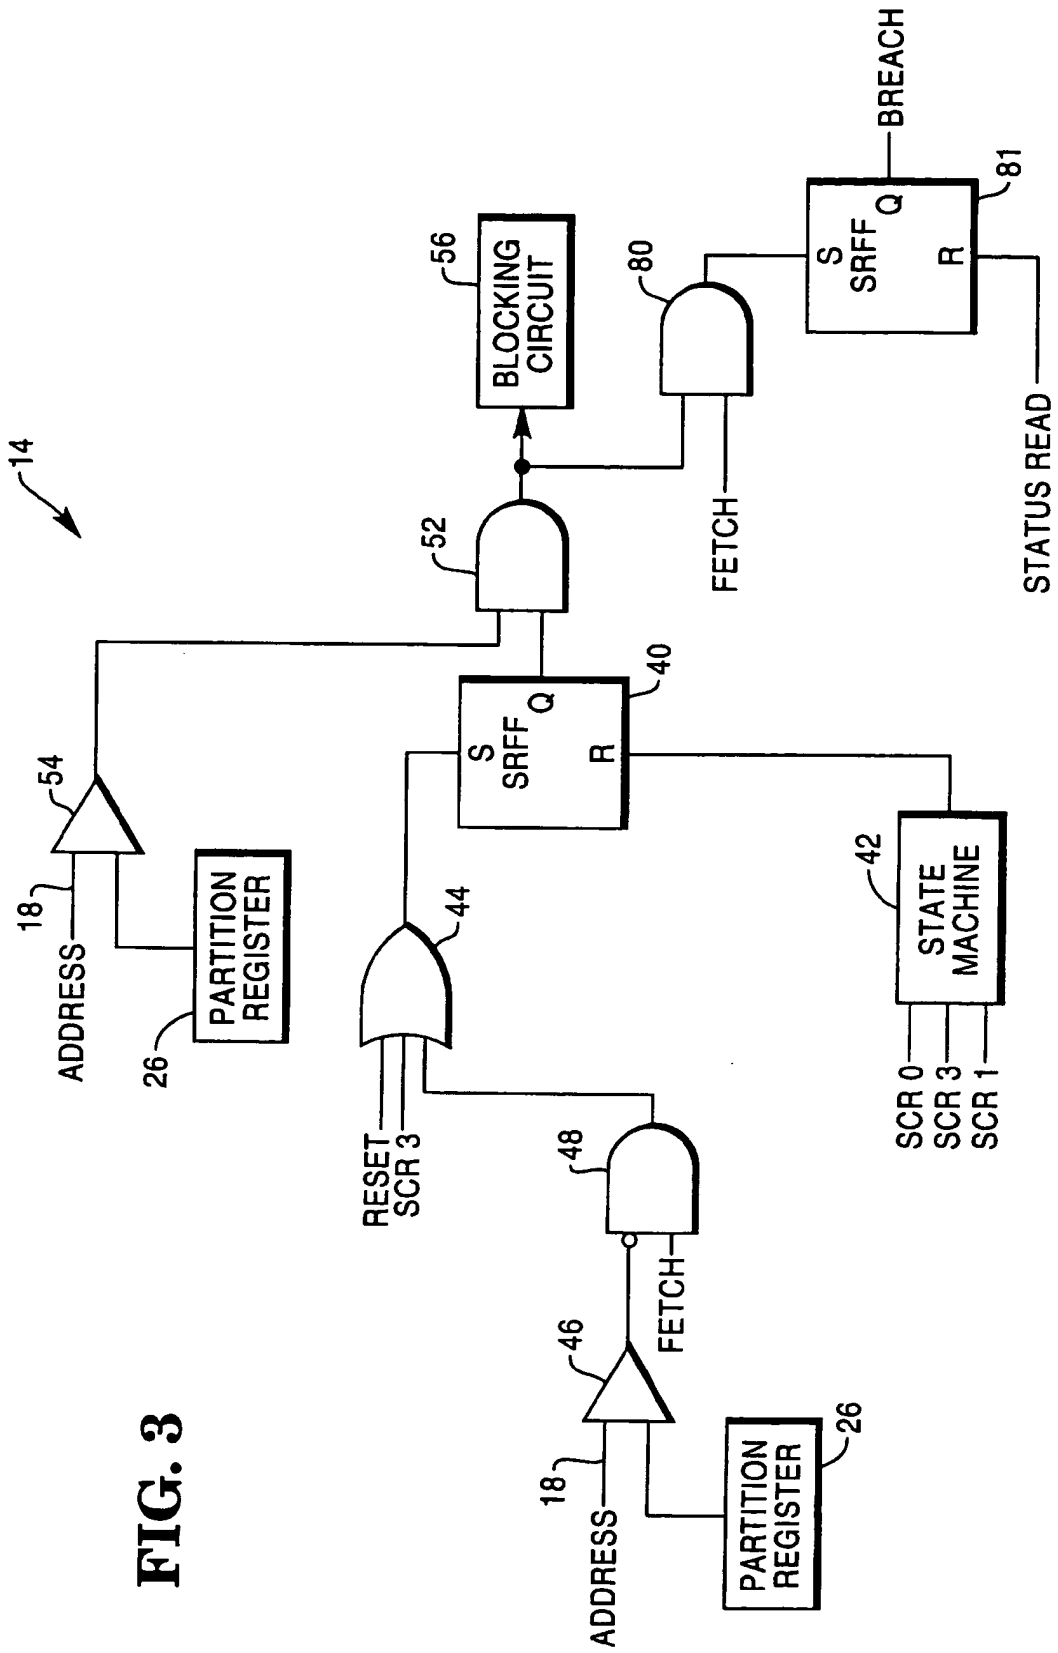 FIG. 3
14
ADDRESS
18
54
26
PARTITION
REGISTER
RESET
SCR 3
44
S
SRFF
Q
R
40
52
56
BLOCKING
CIRCUIT
FETCH
80
S
SRFF
Q
R
81
BREACH
STATUS READ
ADDRESS
18
46
PARTITION
REGISTER
26
FETCH
48
SCR 0
SCR 3
SCR 1
42
STATE
MACHINE